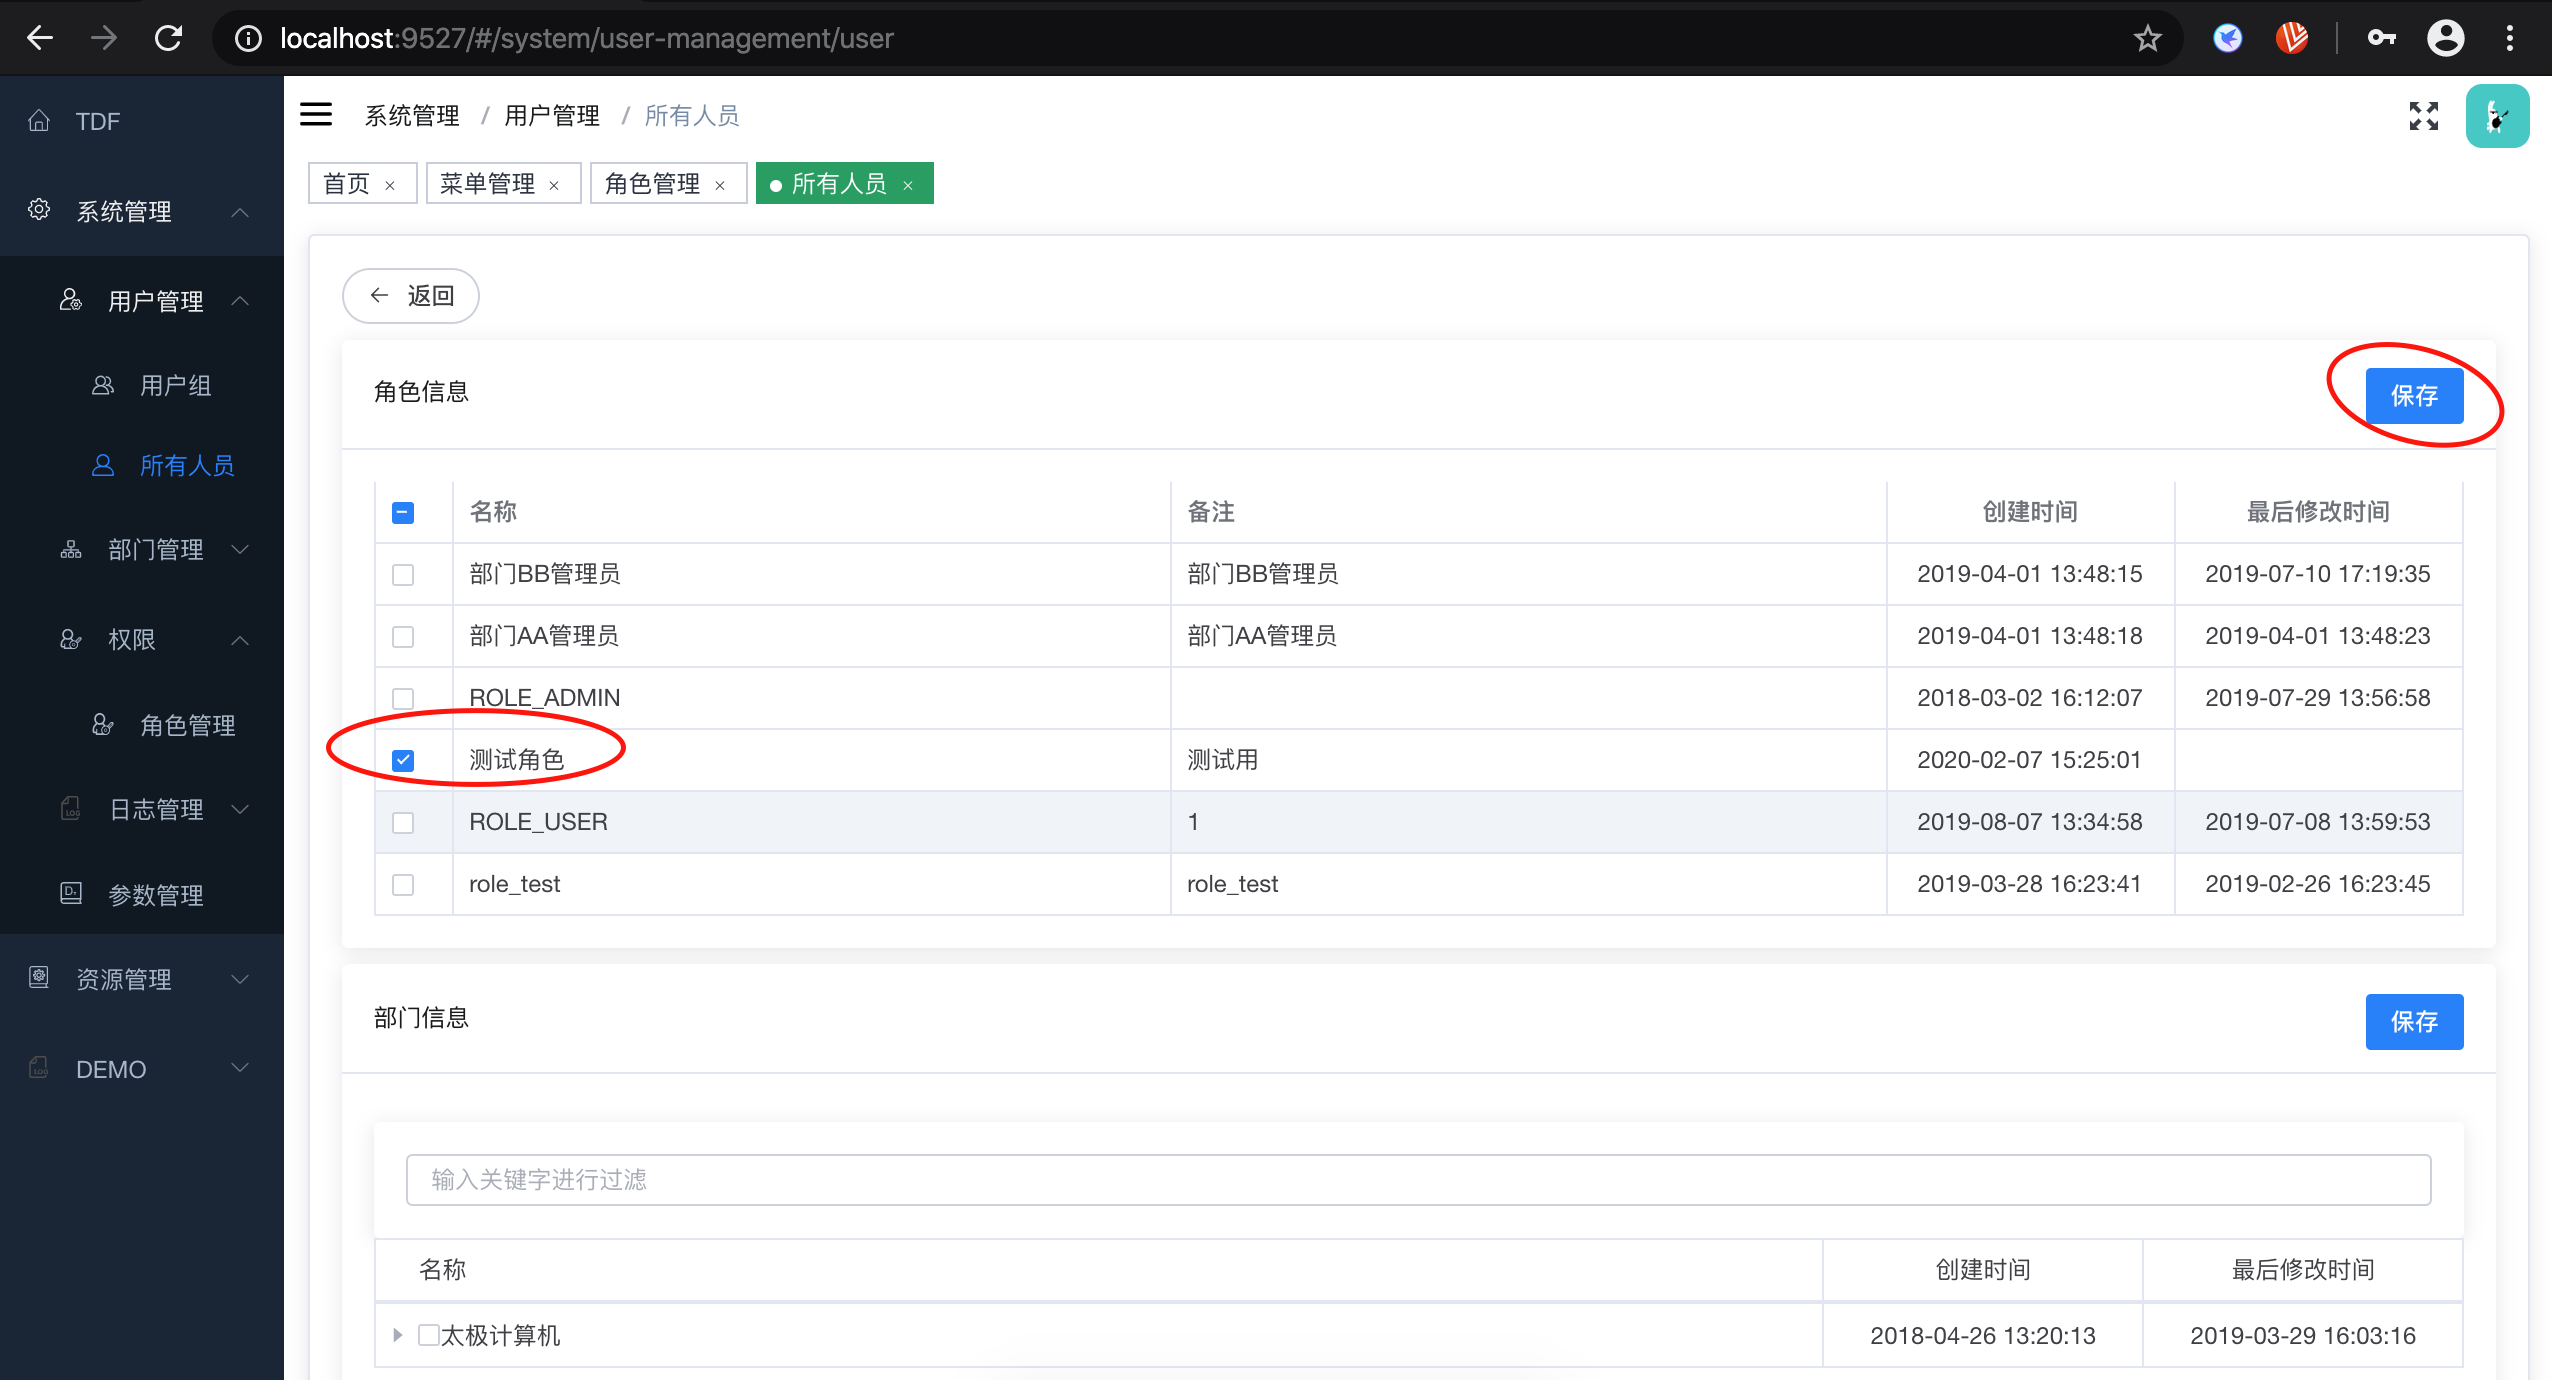 localhost:9527/#/system/user-management/user
TDF
系统管理
用户管理
用户组
所有人员
部门管理
权限
角色管理
日志管理
参数管理
资源管理
DEMO
系统管理 / 用户管理 / 所有人员
首页 × 菜单管理 × 角色管理 × 所有人员 ×
← 返回
角色信息 保存
名称 备注 创建时间 最后修改时间
部门BB管理员 部门BB管理员 2019-04-01 13:48:15 2019-07-10 17:19:35
部门AA管理员 部门AA管理员 2019-04-01 13:48:18 2019-04-01 13:48:23
ROLE_ADMIN 2018-03-02 16:12:07 2019-07-29 13:56:58
测试角色 测试用 2020-02-07 15:25:01
ROLE_USER 1 2019-08-07 13:34:58 2019-07-08 13:59:53
role_test role_test 2019-03-28 16:23:41 2019-02-26 16:23:45
部门信息 保存
输入关键字进行过滤
名称 创建时间 最后修改时间
太极计算机 2018-04-26 13:20:13 2019-03-29 16:03:16